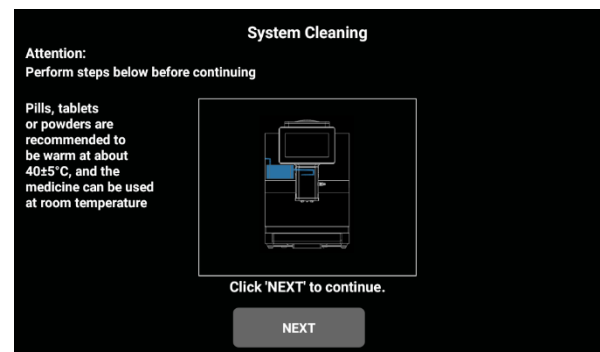 System Cleaning
Attention:
Perform steps below before continuing
Pills, tablets
or powders are
recommended to
be warm at about
40±5°C, and the
medicine can be used
at room temperature
Click 'NEXT' to continue.
NEXT